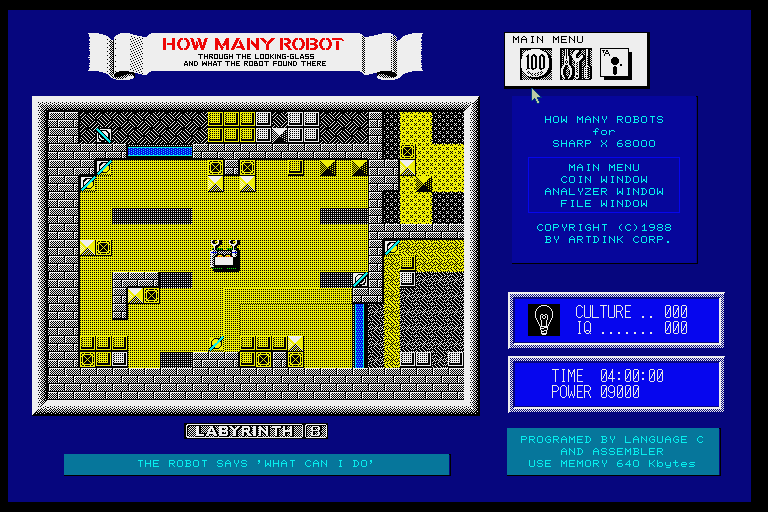 HOW MANY ROBOT
THROUGH THE LOOKING-GLASS
AND WHAT THE ROBOT FOUND THERE
MAIN MENU
100
TA
HOW MANY ROBOTS
for
SHARP X 68000
MAIN MENU
COIN WINDOW
ANALYZER WINDOW
FILE WINDOW
COPYRIGHT (C)1988
BY ARTDINK CORP.
CULTURE .. 000
IQ ....... 000
TIME 04:00:00
POWER 09000
LABYRINTH B
THE ROBOT SAYS 'WHAT CAN I DO'
PROGRAMED BY LANGUAGE C
AND ASSEMBLER
USE MEMORY 640 Kbytes